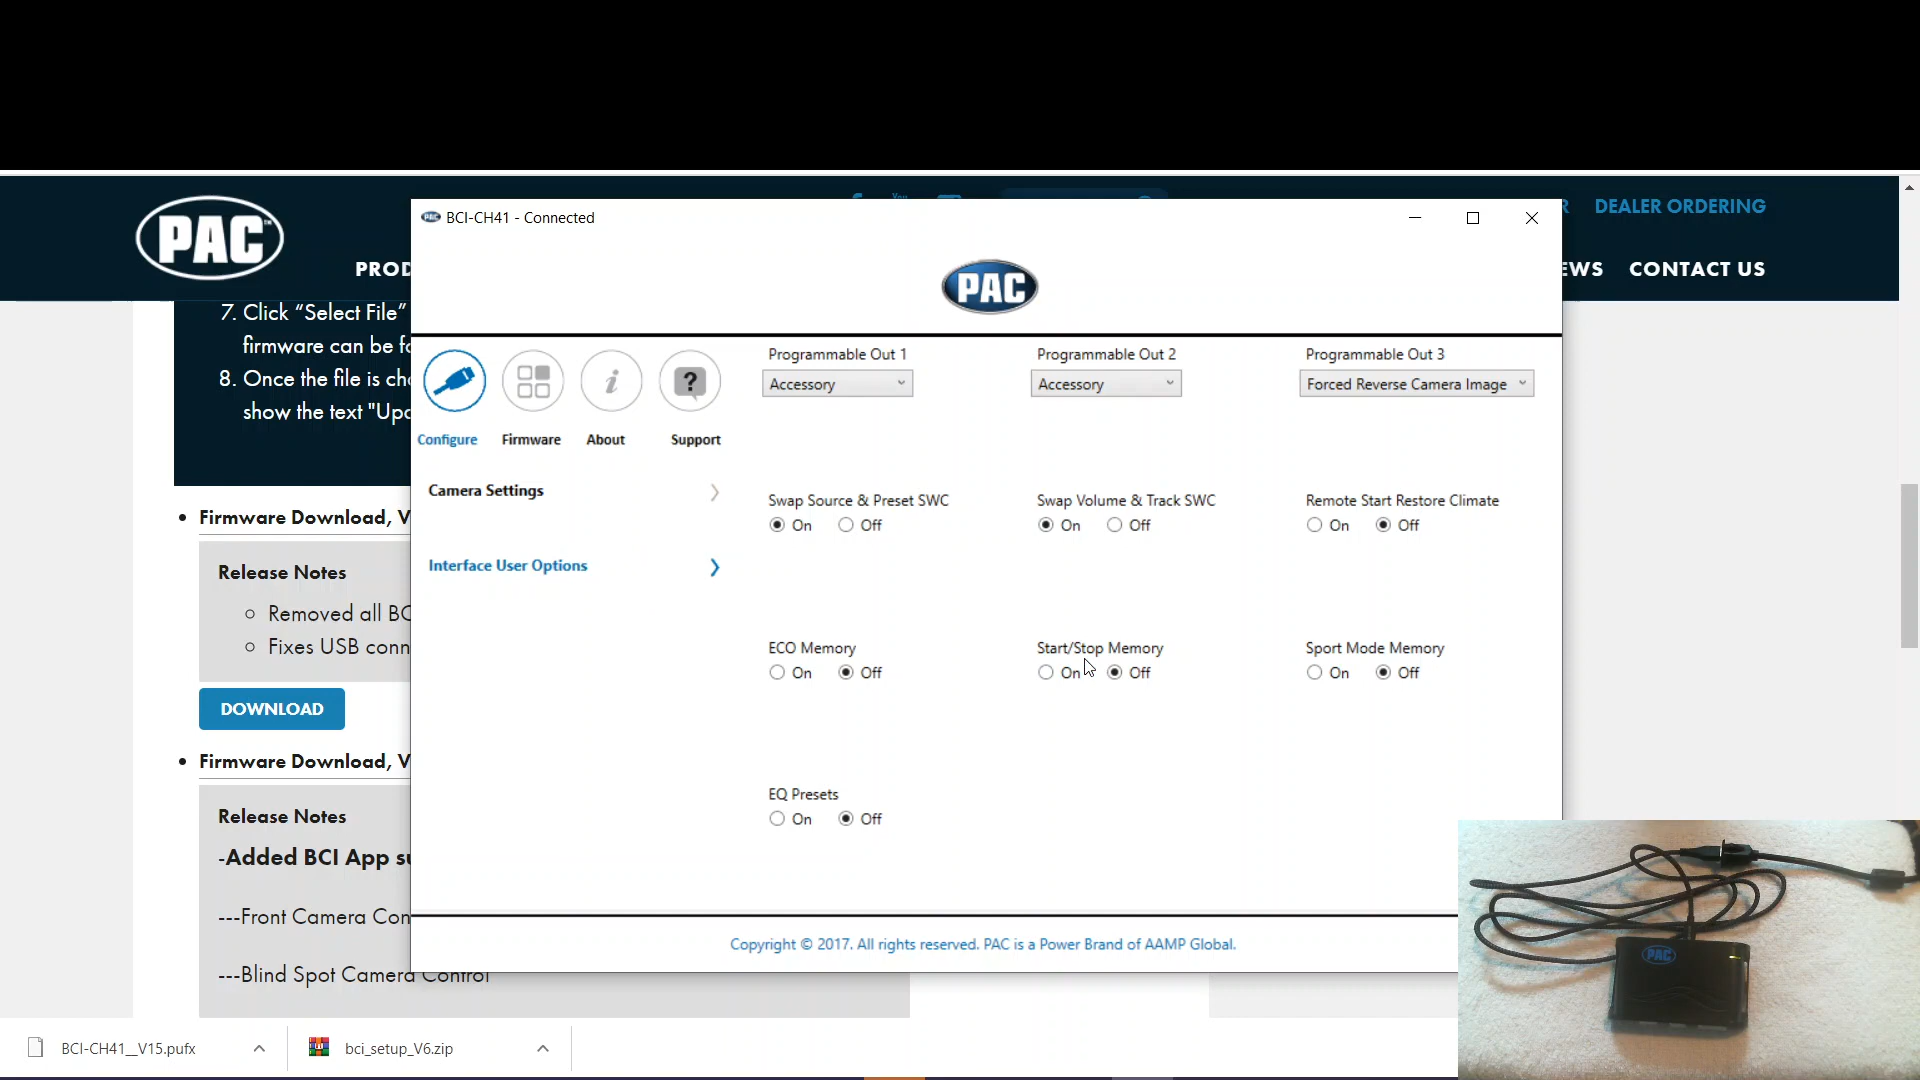 DEALER ORDERING
PAC
PROD
EWS
CONTACT US
BCI-CH41 - Connected
PAC
7. Click “Select File”
firmware can be fo
8. Once the file is cho
show the text "Upd
Firmware Download, V
Release Notes
Removed all BC
Fixes USB conn
DOWNLOAD
Firmware Download, V
Release Notes
-Added BCI App su
---Front Camera Con
---Blind Spot Camera Control
Configure
Firmware
About
Support
Camera Settings
Interface User Options
Programmable Out 1
Accessory
Programmable Out 2
Accessory
Programmable Out 3
Forced Reverse Camera Image
Swap Source & Preset SWC
On Off
Swap Volume & Track SWC
On Off
Remote Start Restore Climate
On Off
ECO Memory
On Off
Start/Stop Memory
On Off
Sport Mode Memory
On Off
EQ Presets
On Off
Copyright © 2017. All rights reserved. PAC is a Power Brand of AAMP Global.
BCI-CH41__V15.pufx
bci_setup_V6.zip
PAC